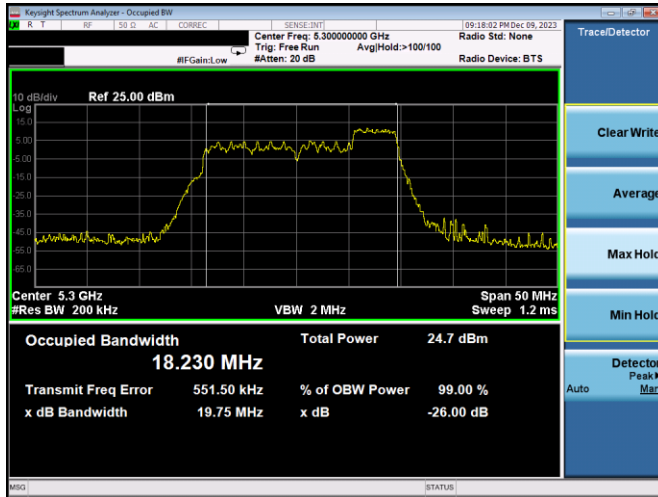 Keysight Spectrum Analyzer - Occupied BW
R T RF 50 Ω AC CORREC SENSE:INT 09:18:02 PM Dec 09, 2023
Center Freq: 5.300000000 GHz Radio Std: None
Trig: Free Run Avg|Hold:>100/100
#IFGain:Low #Atten: 20 dB Radio Device: BTS
10 dB/div Ref 25.00 dBm
Log
15.0
5.00
-5.00
-15.0
-25.0
-35.0
-45.0
-55.0
-65.0
Center 5.3 GHz Span 50 MHz
#Res BW 200 kHz VBW 2 MHz Sweep 1.2 ms
Occupied Bandwidth Total Power 24.7 dBm
18.230 MHz
Transmit Freq Error 551.50 kHz % of OBW Power 99.00 %
x dB Bandwidth 19.75 MHz x dB -26.00 dB
MSG STATUS
Trace/Detector
Clear Write
Average
Max Hold
Min Hold
Detector
Peak
Auto Man